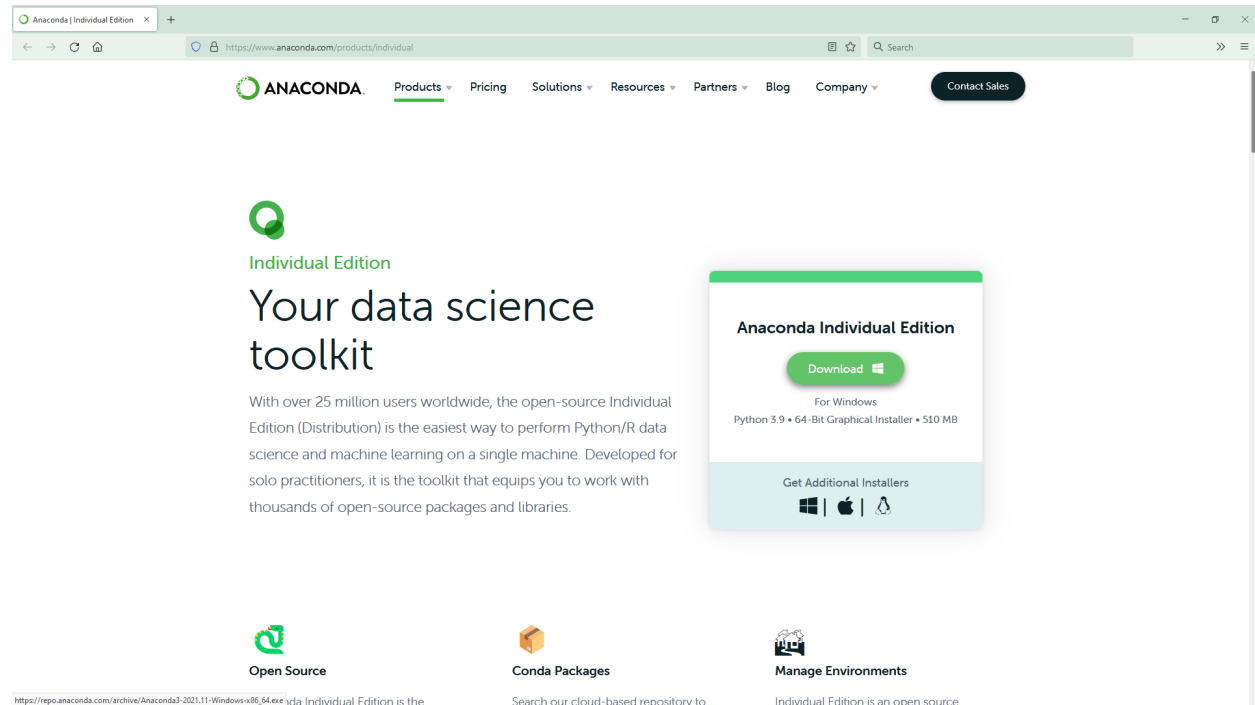 Anaconda | Individual Edition
https://www.anaconda.com/products/individual
Search
ANACONDA.
Products
Pricing
Solutions
Resources
Partners
Blog
Company
Contact Sales
Individual Edition
Your data science
toolkit
With over 25 million users worldwide, the open-source Individual
Edition (Distribution) is the easiest way to perform Python/R data
science and machine learning on a single machine. Developed for
solo practitioners, it is the toolkit that equips you to work with
thousands of open-source packages and libraries.
Anaconda Individual Edition
Download
For Windows
Python 3.9 • 64-Bit Graphical Installer • 510 MB
Get Additional Installers
| |
Open Source
Conda Packages
Manage Environments
https://repo.anaconda.com/archive/Anaconda3-2021.11-Windows-x86_64.exe
nda Individual Edition is the
Search our cloud-based repository to
Individual Edition is an open source